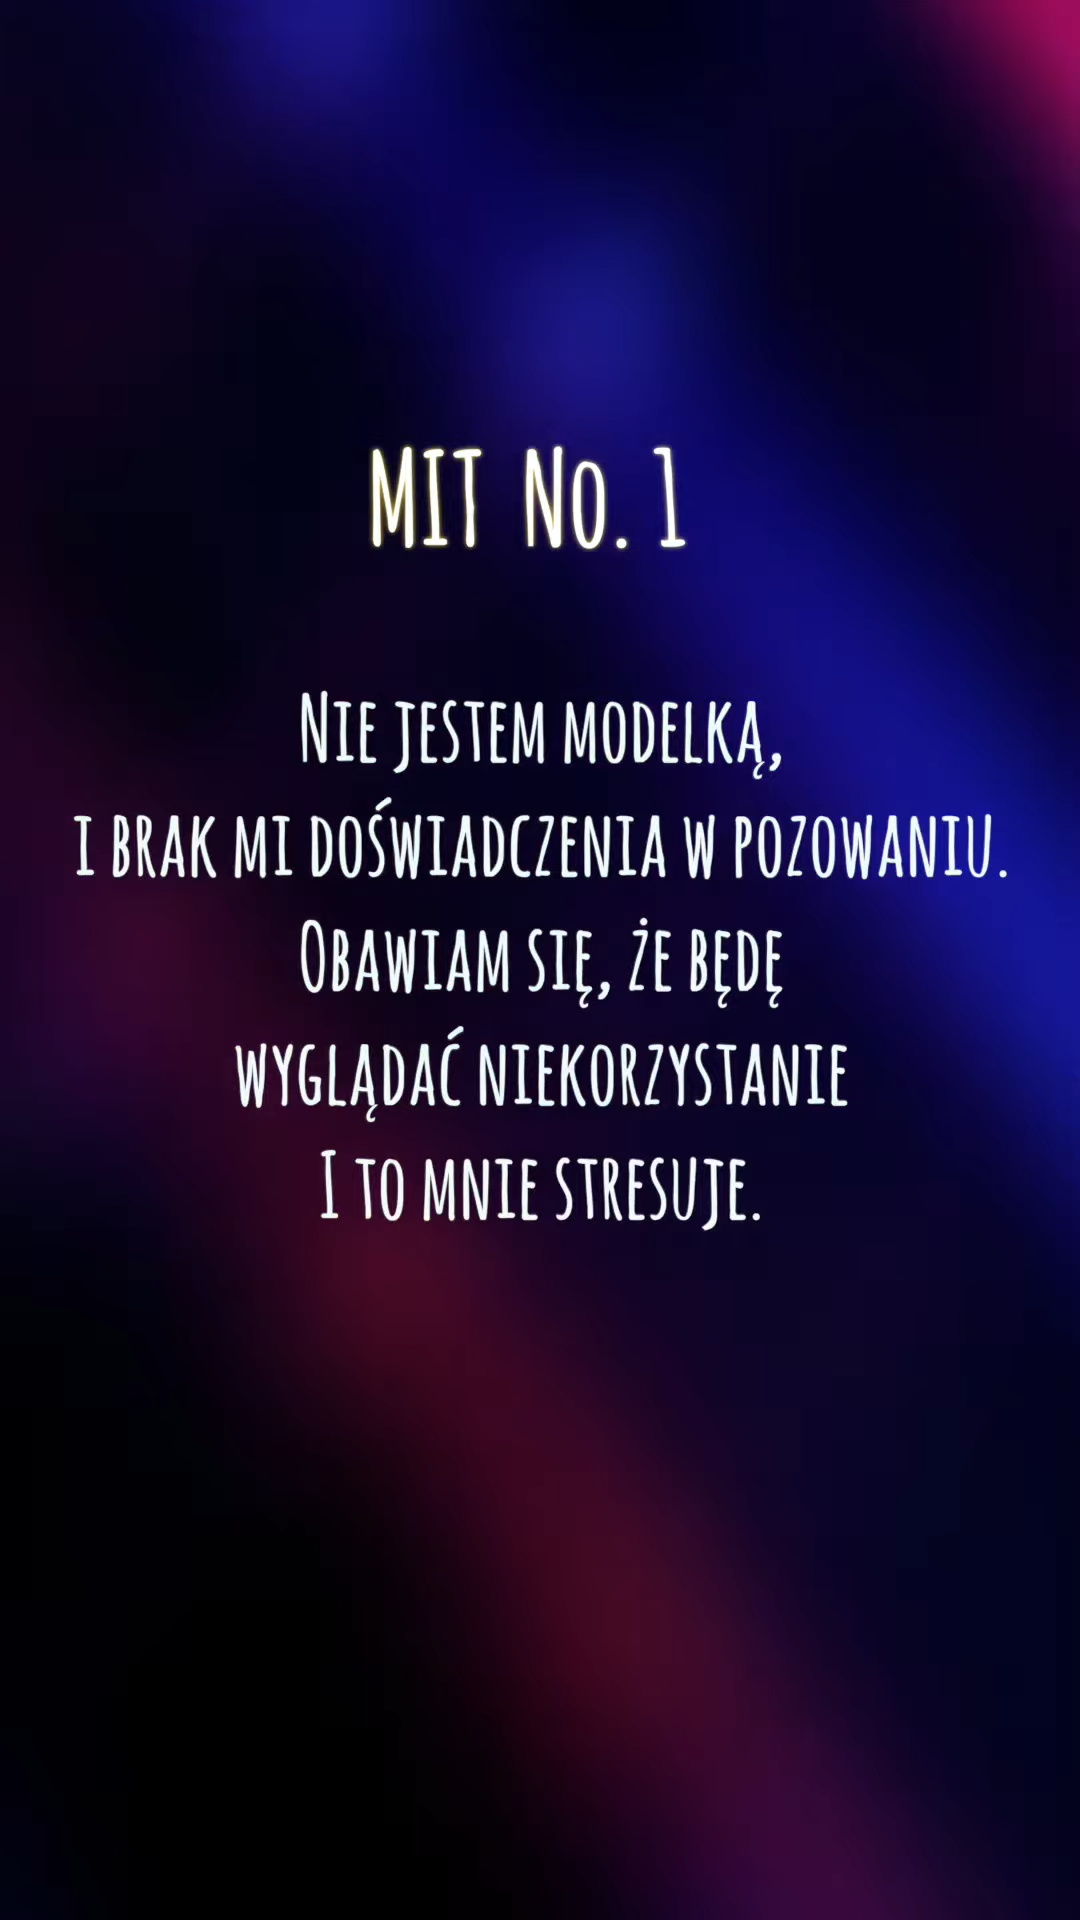 MIT No. 1
Nie jestem modelką,
i brak mi doświadczenia w pozowaniu.
Obawiam się, że będę
wyglądać niekorzystanie
I to mnie stresuje.